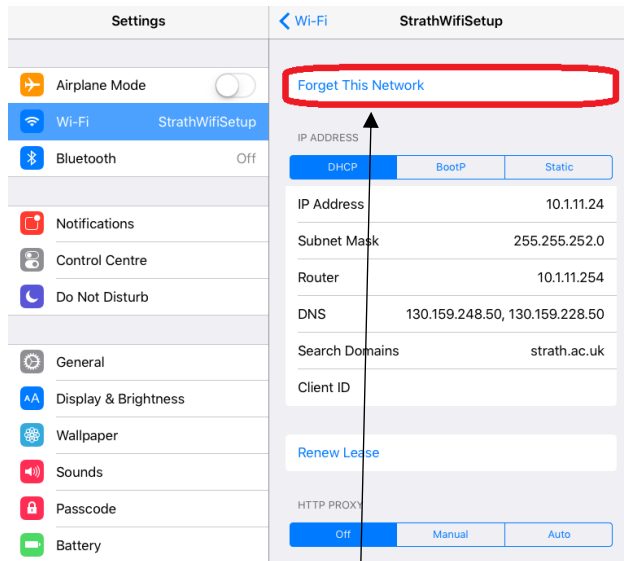 Settings
Airplane Mode
Wi-Fi StrathWifiSetup
Bluetooth Off
Notifications
Control Centre
Do Not Disturb
General
AA Display & Brightness
Wallpaper
Sounds
Passcode
Battery
Wi-Fi StrathWifiSetup
Forget This Network
IP ADDRESS
DHCP BootP Static
IP Address 10.1.11.24
Subnet Mask 255.255.252.0
Router 10.1.11.254
DNS 130.159.248.50, 130.159.228.50
Search Domains strath.ac.uk
Client ID
Renew Lease
HTTP PROXY
Off Manual Auto